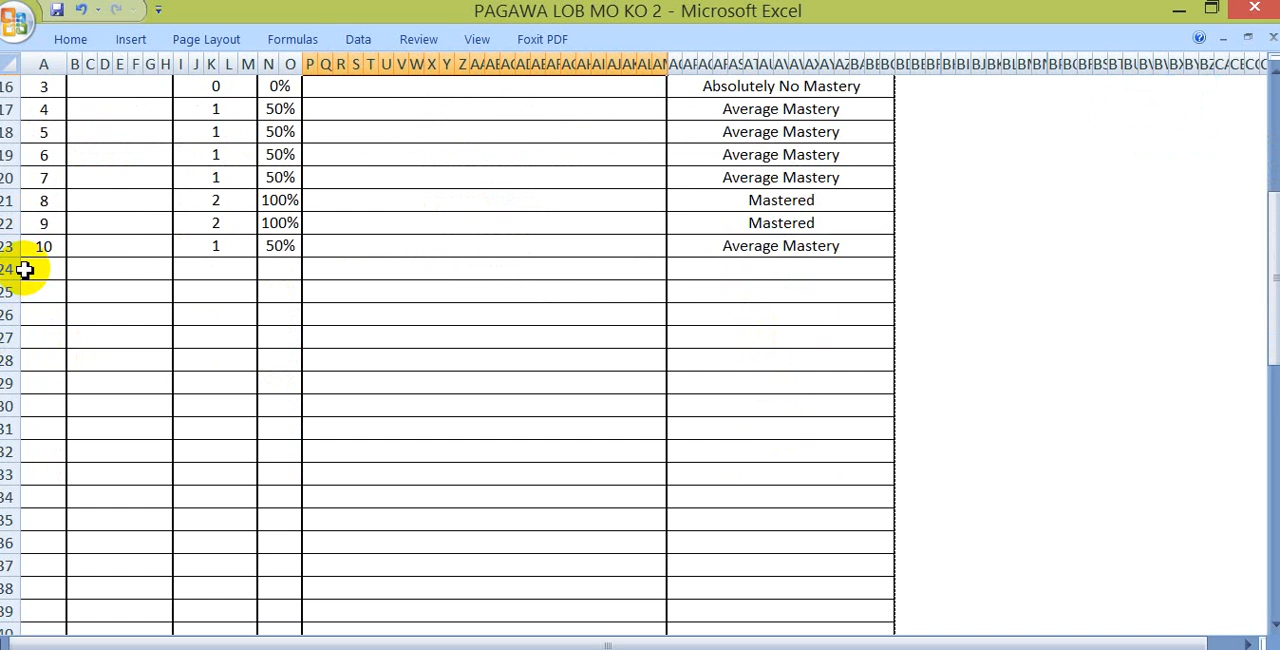 PAGAWA LOB MO KO 2 - Microsoft Excel
Home Insert Page Layout Formulas Data Review View Foxit PDF
A B C D E F G H I J K L M N O P Q R S T U V W X Y Z
16 3 0 0% Absolutely No Mastery
17 4 1 50% Average Mastery
18 5 1 50% Average Mastery
19 6 1 50% Average Mastery
20 7 1 50% Average Mastery
21 8 2 100% Mastered
22 9 2 100% Mastered
23 10 1 50% Average Mastery
24
25
26
27
28
29
30
31
32
33
34
35
36
37
38
39
40